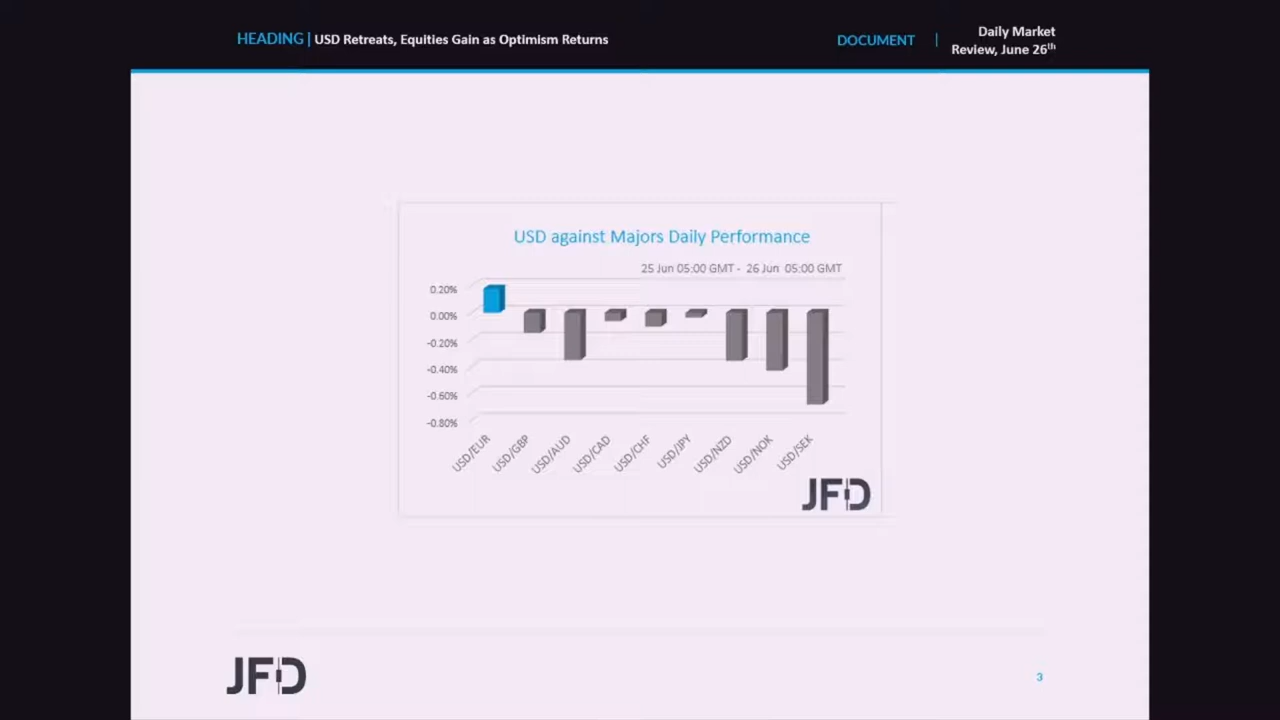 HEADING | USD Retreats, Equities Gain as Optimism Returns
DOCUMENT | Daily Market
Review, June 26th
USD against Majors Daily Performance
25 Jun 05:00 GMT - 26 Jun 05:00 GMT
0.20%
0.00%
-0.20%
-0.40%
-0.60%
-0.80%
USD/EUR
USD/GBP
USD/AUD
USD/CAD
USD/CHF
USD/JPY
USD/NZD
USD/NOK
USD/SEK
JFD
JFD
3